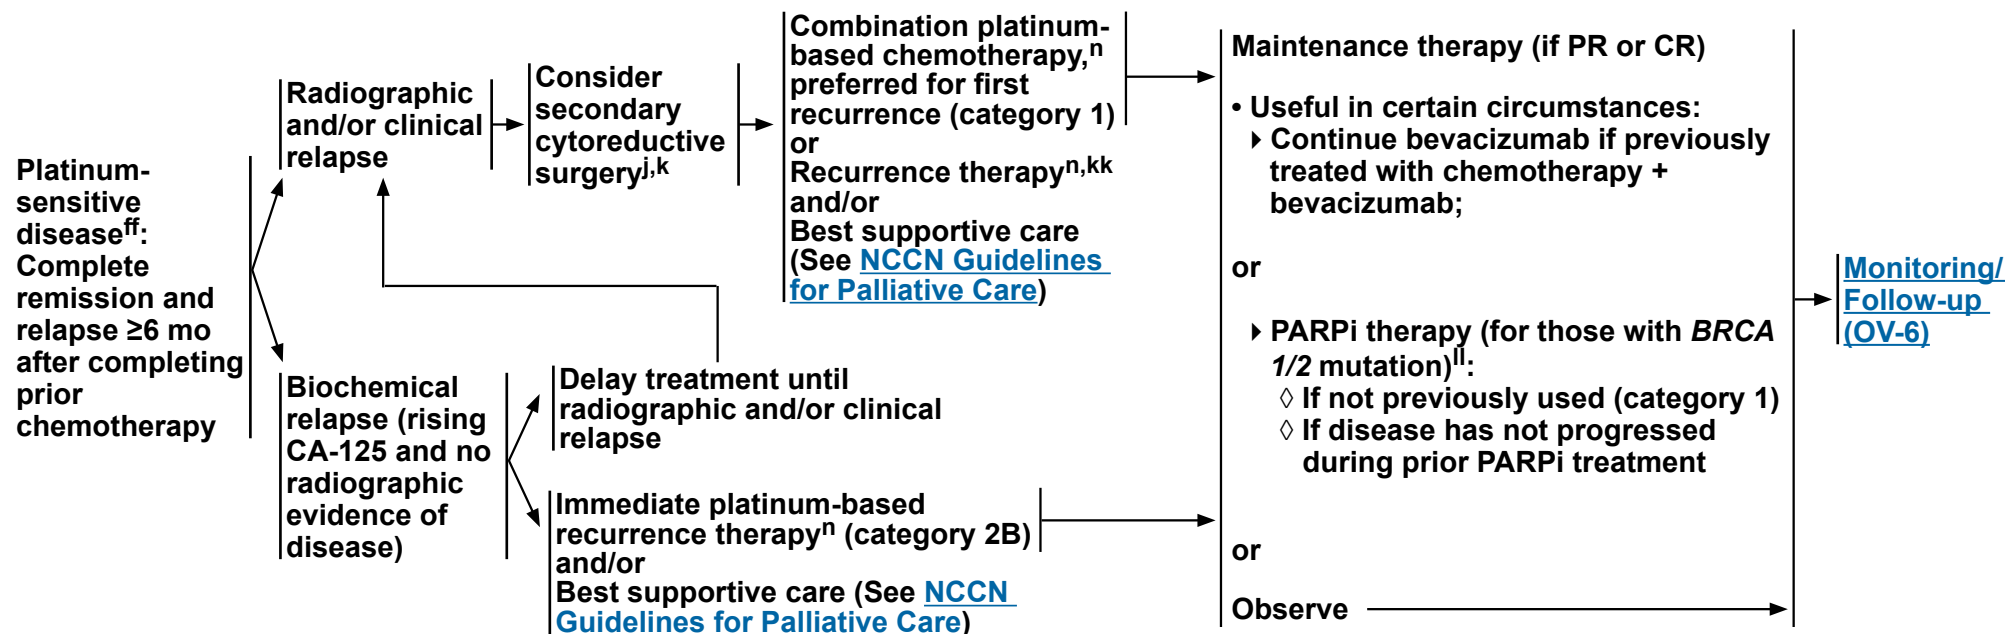 Platinum-
sensitive
disease^ff:
Complete
remission and
relapse ≥6 mo
after completing
prior
chemotherapy
Radiographic
and/or clinical
relapse
Consider
secondary
cytoreductive
surgery^j,k
Combination platinum-
based chemotherapy,^n
preferred for first
recurrence (category 1)
or
Recurrence therapy^n,kk
and/or
Best supportive care
(See NCCN Guidelines
for Palliative Care)
Biochemical
relapse (rising
CA-125 and no
radiographic
evidence of
disease)
Delay treatment until
radiographic and/or clinical
relapse
Immediate platinum-based
recurrence therapy^n (category 2B)
and/or
Best supportive care (See NCCN
Guidelines for Palliative Care)
Maintenance therapy (if PR or CR)
• Useful in certain circumstances:
▸ Continue bevacizumab if previously
treated with chemotherapy +
bevacizumab;
or
▸ PARPi therapy (for those with BRCA
1/2 mutation)^ll:
◊ If not previously used (category 1)
◊ If disease has not progressed
during prior PARPi treatment
or
Observe
Monitoring/
Follow-up
(OV-6)